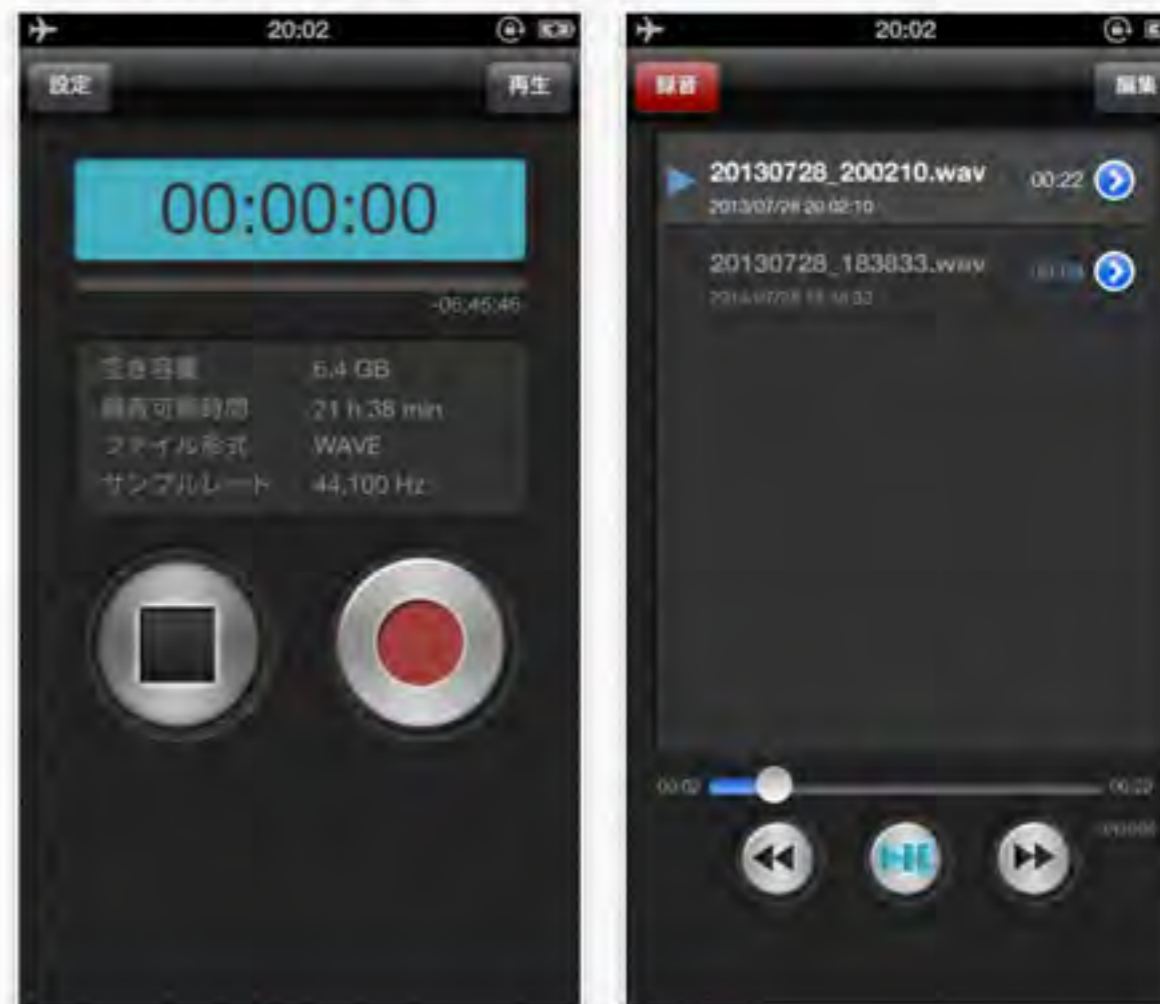 20:02
設定
再生
00:00:00
-06:45:46
空き容量 6.4 GB
録音可能時間 21 h 38 min
ファイル形式 WAVE
サンプルレート 44,100 Hz
20:02
録音
編集
20130728_200210.wav 00:22
2013/07/28 20:02:10
20130728_183833.wav
00:02